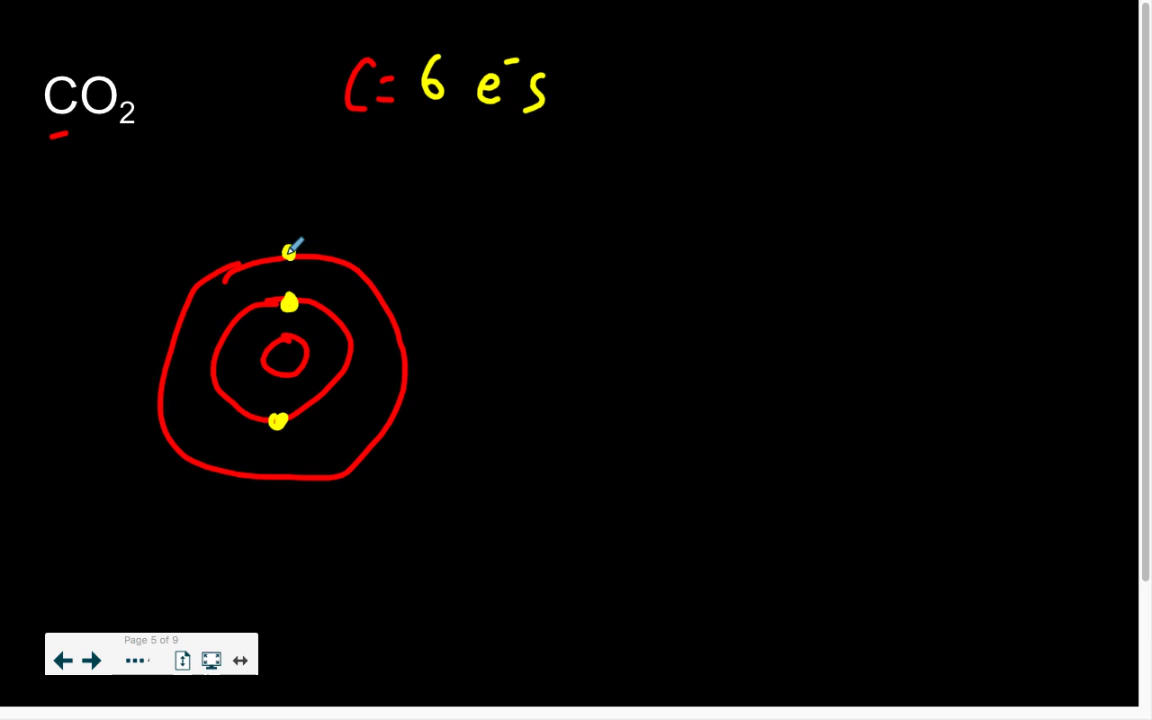 CO₂
C= 6 e⁻s
Page 5 of 9